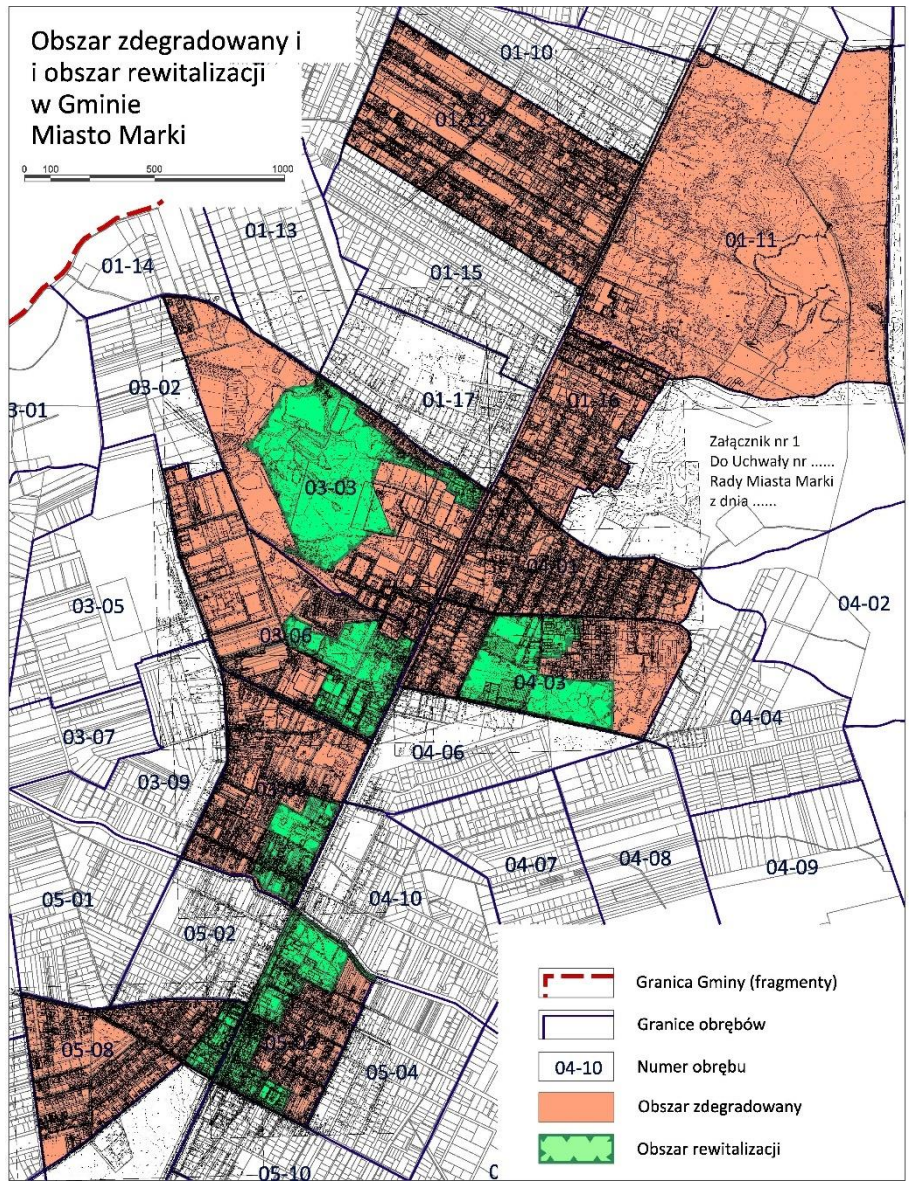 Obszar zdegradowany i
i obszar rewitalizacji
w Gminie
Miasto Marki
0 100 500 1000
01-10
01-12
01-11
01-13
01-14
01-15
03-02
01-17
01-16
3-01
Załącznik nr 1
Do Uchwały nr ......
Rady Miasta Marki
z dnia ......
03-03
04-01
03-05
04-02
03-06
04-03
04-04
03-07
04-06
03-09
04-07
04-08
04-09
05-01
04-10
05-02
05-08
05-03
05-04
05-10
Granica Gminy (fragmenty)
Granice obrębów
04-10
Numer obrębu
Obszar zdegradowany
Obszar rewitalizacji